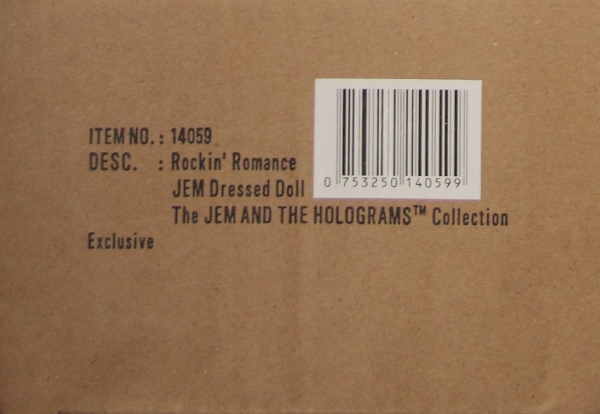 ITEM NO. : 14059
DESC. : Rockin' Romance
JEM Dressed Doll
The JEM AND THE HOLOGRAMS™ Collection
Exclusive
0 753250 140599